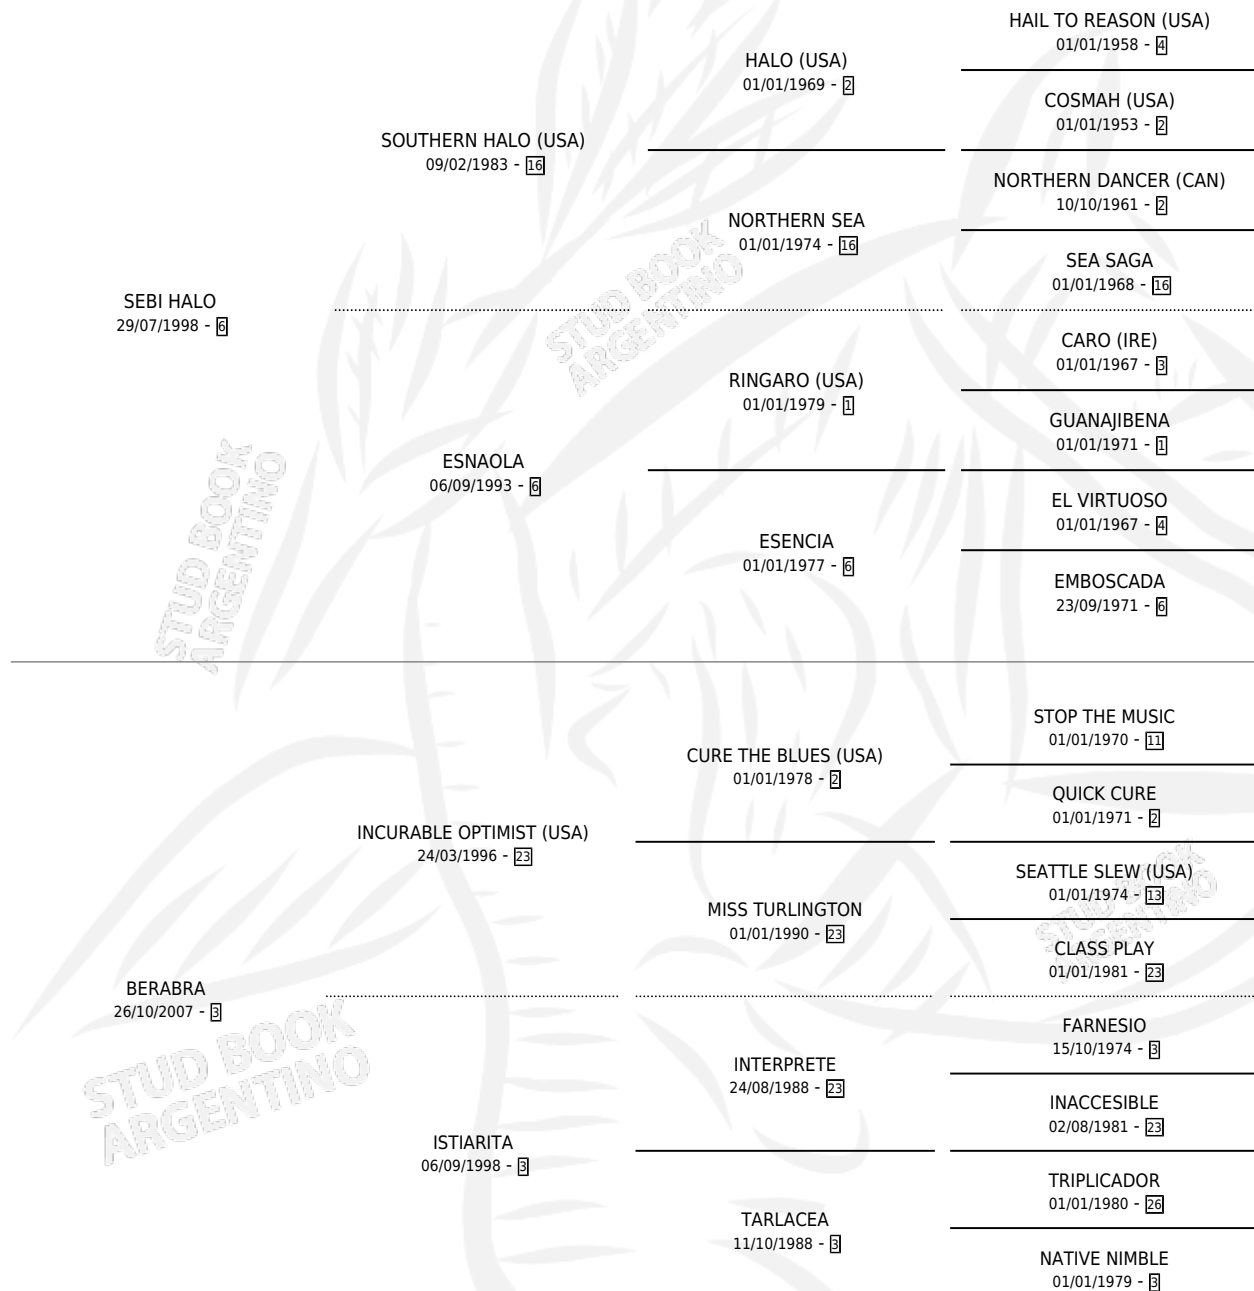 HAIL TO REASON (USA)
01/01/1958 - 4
HALO (USA)
01/01/1969 - 2
COSMAH (USA)
01/01/1953 - 2
SOUTHERN HALO (USA)
09/02/1983 - 16
NORTHERN DANCER (CAN)
10/10/1961 - 2
NORTHERN SEA
01/01/1974 - 16
SEA SAGA
01/01/1968 - 16
SEBI HALO
29/07/1998 - 6
STUD BOOK
ARGENTINO
CARO (IRE)
01/01/1967 - 3
RINGARO (USA)
01/01/1979 - 1
GUANAJIBENA
01/01/1971 - 1
ESNAOLA
06/09/1993 - 6
EL VIRTUOSO
01/01/1967 - 4
ESENCIA
01/01/1977 - 6
EMBOSCADA
23/09/1971 - 6
STUD BOOK
ARGENTINO
STOP THE MUSIC
01/01/1970 - 11
CURE THE BLUES (USA)
01/01/1978 - 2
QUICK CURE
01/01/1971 - 2
INCURABLE OPTIMIST (USA)
24/03/1996 - 23
SEATTLE SLEW (USA)
01/01/1974 - 13
MISS TURLINGTON
01/01/1990 - 23
CLASS PLAY
01/01/1981 - 23
STUD BOOK
ARGENTINO
BERABRA
26/10/2007 - 3
FARNESIO
15/10/1974 - 3
INTERPRETE
24/08/1988 - 23
INACCESIBLE
02/08/1981 - 23
STUD BOOK
ARGENTINO
ISTIARITA
06/09/1998 - 3
TRIPLICADOR
01/01/1980 - 26
TARLACEA
11/10/1988 - 3
NATIVE NIMBLE
01/01/1979 - 3